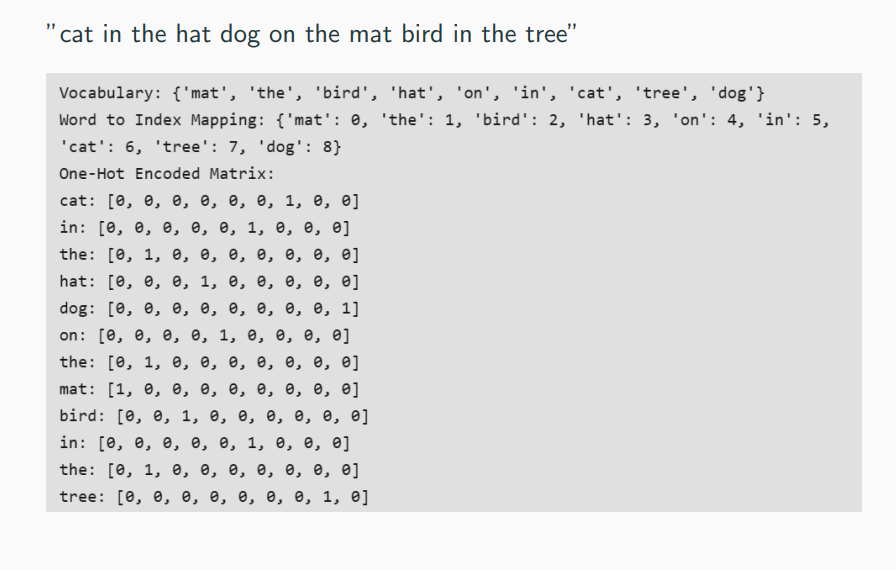 ”cat in the hat dog on the mat bird in the tree”
Vocabulary: {'mat', 'the', 'bird', 'hat', 'on', 'in', 'cat', 'tree', 'dog'}
Word to Index Mapping: {'mat': 0, 'the': 1, 'bird': 2, 'hat': 3, 'on': 4, 'in': 5,
'cat': 6, 'tree': 7, 'dog': 8}
One-Hot Encoded Matrix:
cat: [0, 0, 0, 0, 0, 0, 1, 0, 0]
in: [0, 0, 0, 0, 0, 1, 0, 0, 0]
the: [0, 1, 0, 0, 0, 0, 0, 0, 0]
hat: [0, 0, 0, 1, 0, 0, 0, 0, 0]
dog: [0, 0, 0, 0, 0, 0, 0, 0, 1]
on: [0, 0, 0, 0, 1, 0, 0, 0, 0]
the: [0, 1, 0, 0, 0, 0, 0, 0, 0]
mat: [1, 0, 0, 0, 0, 0, 0, 0, 0]
bird: [0, 0, 1, 0, 0, 0, 0, 0, 0]
in: [0, 0, 0, 0, 0, 1, 0, 0, 0]
the: [0, 1, 0, 0, 0, 0, 0, 0, 0]
tree: [0, 0, 0, 0, 0, 0, 0, 1, 0]